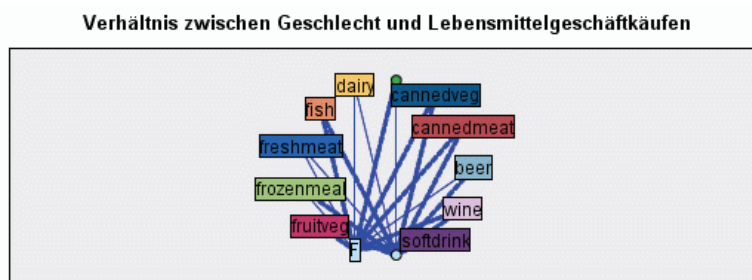 Verhältnis zwischen Geschlecht und Lebensmittelgeschäftkäufen
dairy
cannedveg
fish
cannedmeat
freshmeat
beer
frozenmeal
wine
fruitveg
softdrink
F